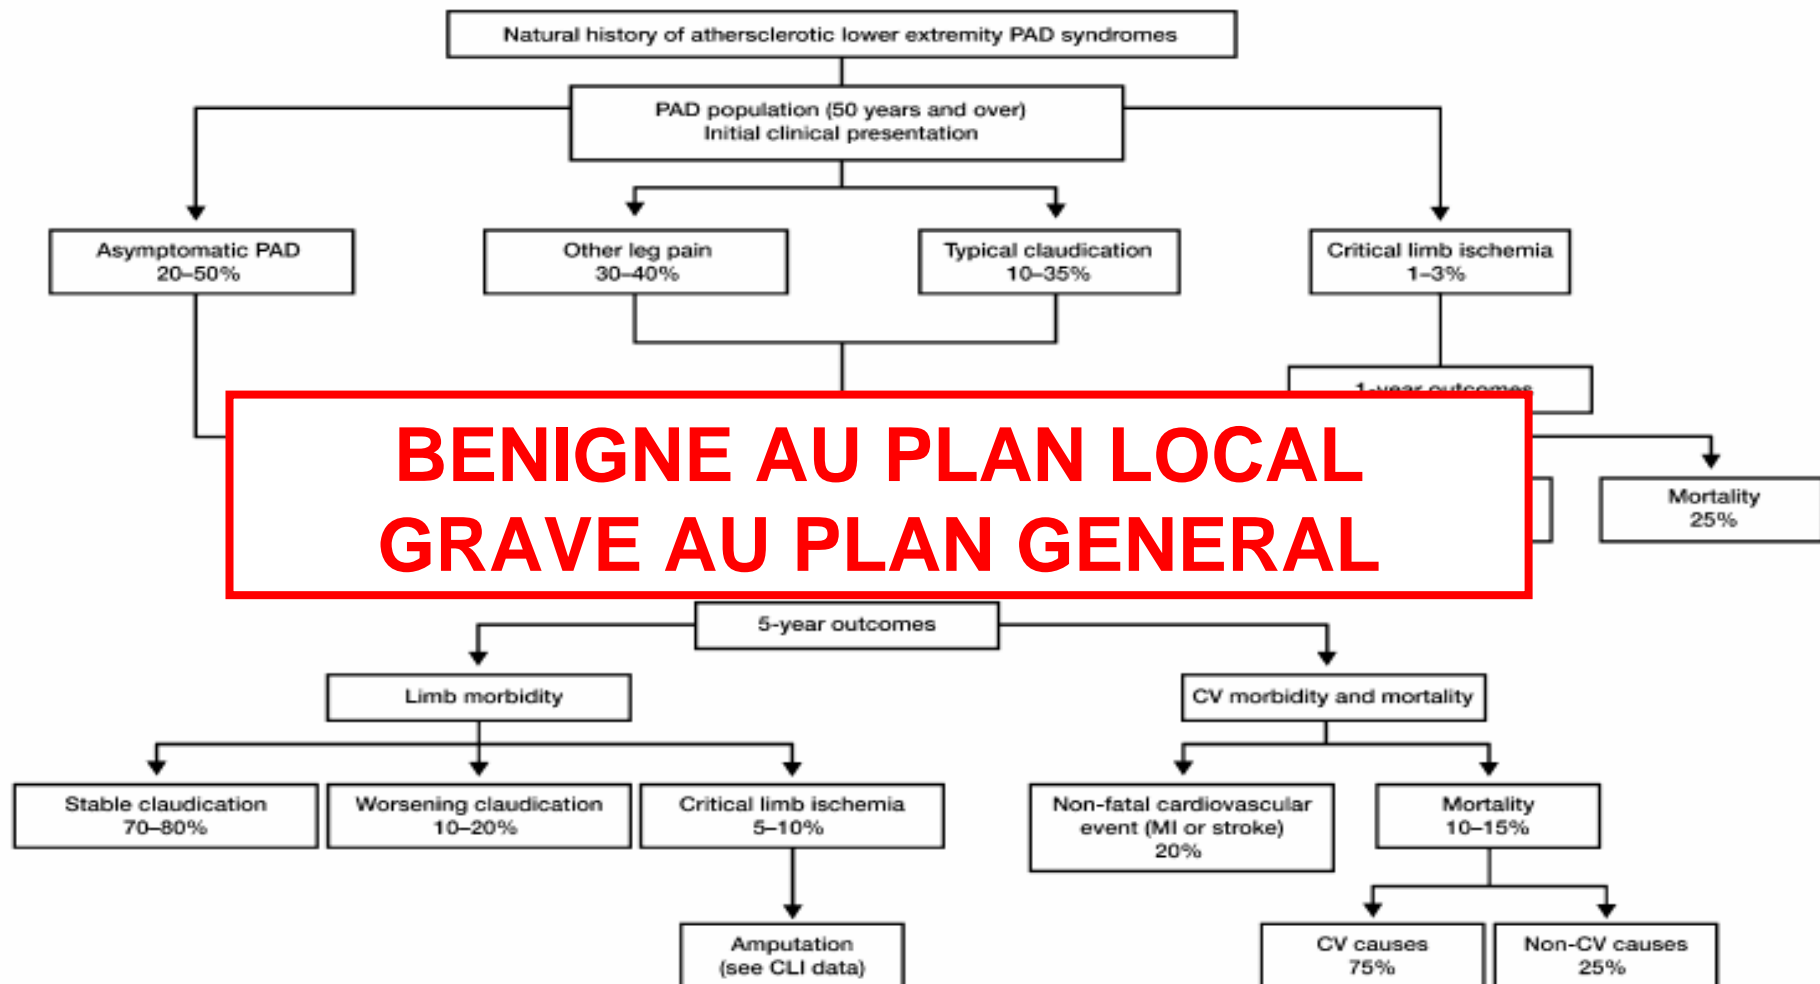 Natural history of athersclerotic lower extremity PAD syndromes
PAD population (50 years and over)
Initial clinical presentation
Asymptomatic PAD
20–50%
Other leg pain
30–40%
Typical claudication
10–35%
Critical limb ischemia
1–3%
1-year outcomes
BENIGNE AU PLAN LOCAL
GRAVE AU PLAN GENERAL
Mortality
25%
5-year outcomes
Limb morbidity
CV morbidity and mortality
Stable claudication
70–80%
Worsening claudication
10–20%
Critical limb ischemia
5–10%
Non-fatal cardiovascular
event (MI or stroke)
20%
Mortality
10–15%
Amputation
(see CLI data)
CV causes
75%
Non-CV causes
25%